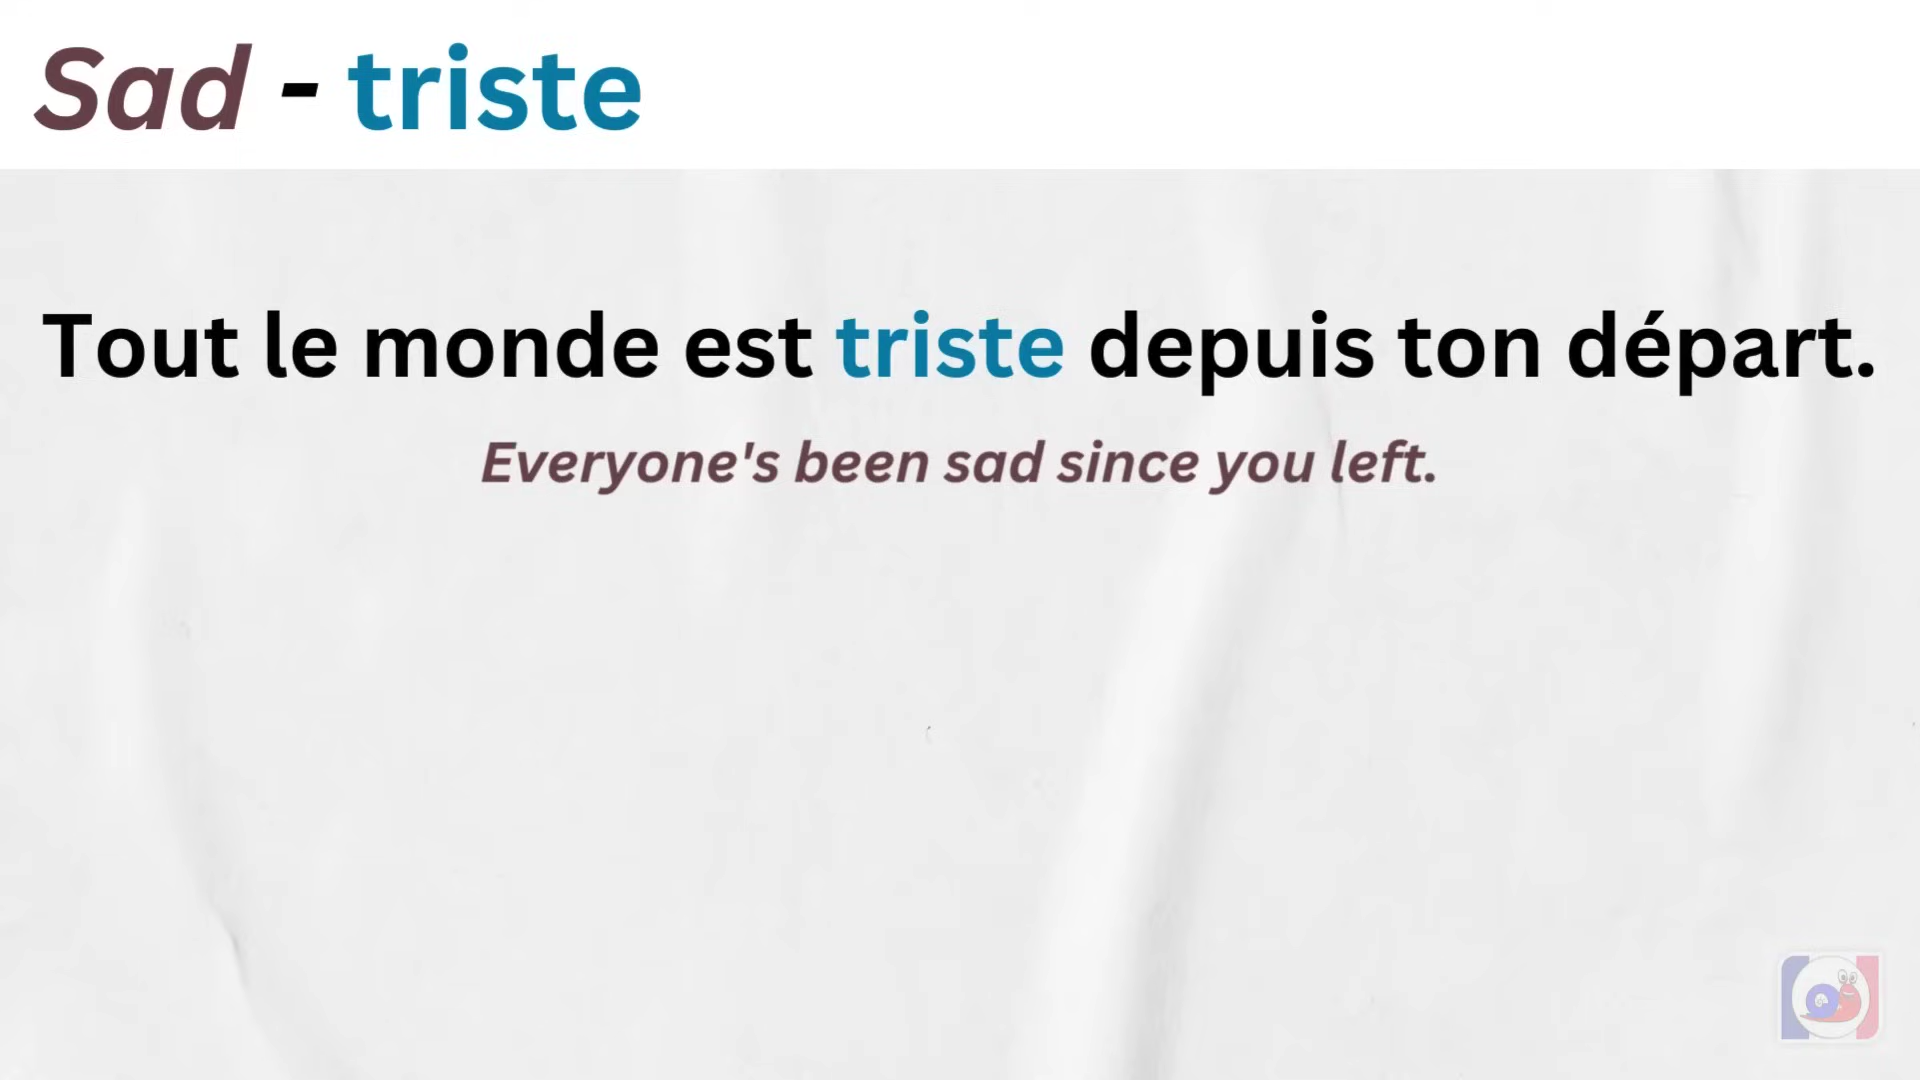 Sad - triste
Tout le monde est triste depuis ton départ.
Everyone's been sad since you left.